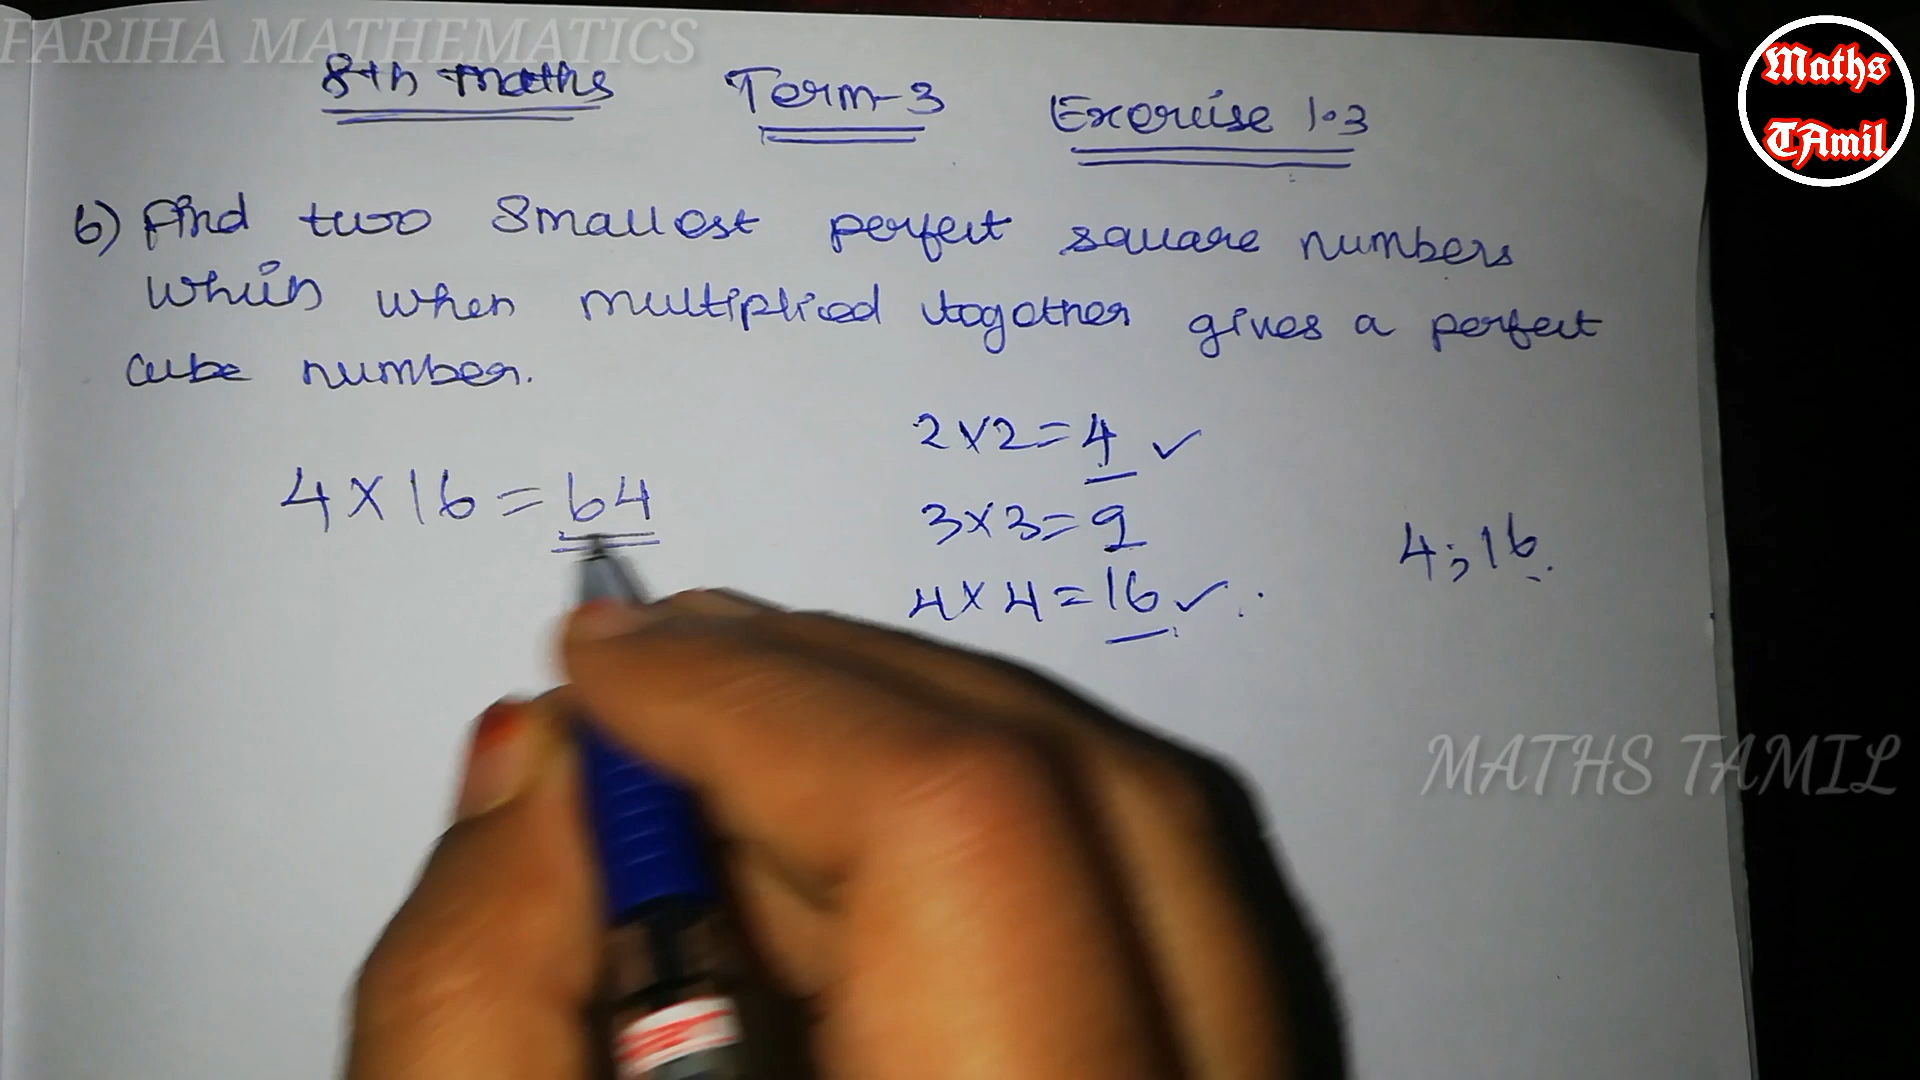 FARIHA MATHEMATICS
Maths
TAmil
8th maths Term-3 Exercise 1.3
6) Find two smallest perfect square numbers
which when multiplied together gives a perfect
cube number.
2×2=4 ✓
4×16=64
3×3=9
4;16
4×4=16 ✓
MATHS TAMIL